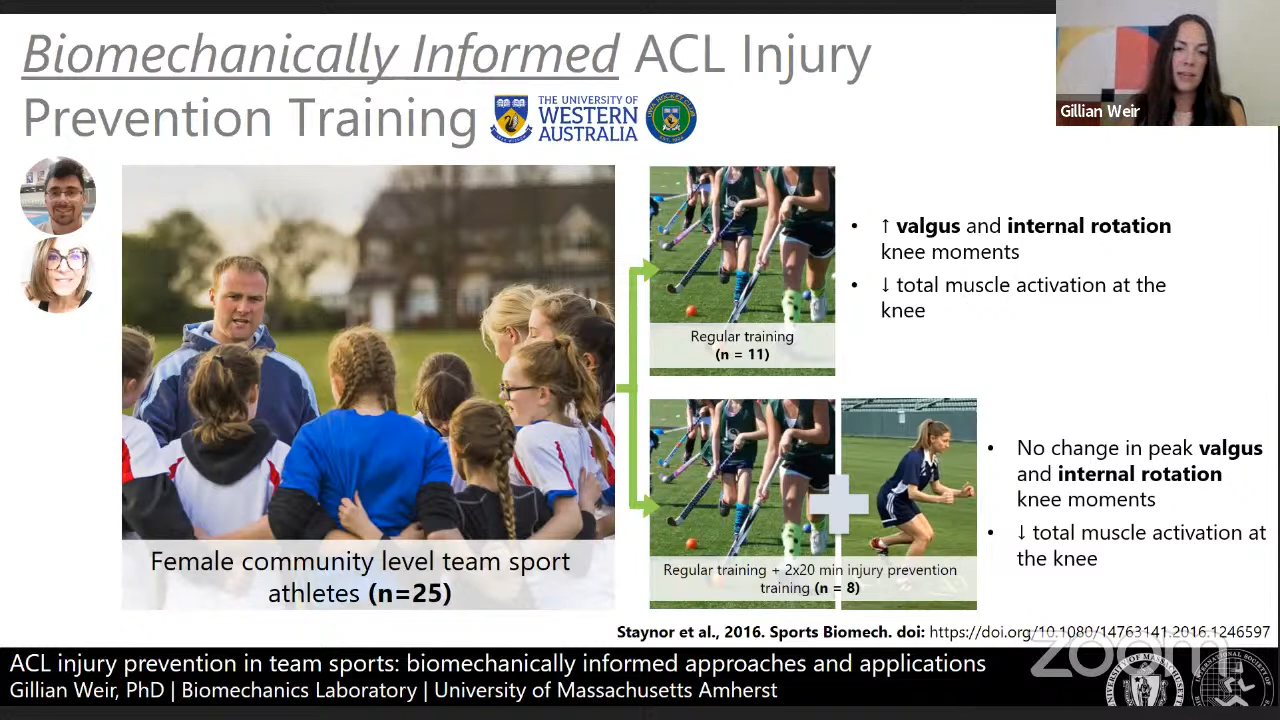 Biomechanically Informed ACL Injury
Prevention Training
THE UNIVERSITY OF
WESTERN
AUSTRALIA
Gillian Weir
↑ valgus and internal rotation
knee moments
↓ total muscle activation at the
knee
Regular training
(n = 11)
No change in peak valgus
and internal rotation
knee moments
↓ total muscle activation at
the knee
Regular training + 2x20 min injury prevention
training (n = 8)
Female community level team sport
athletes (n=25)
Staynor et al., 2016. Sports Biomech. doi: https://doi.org/10.1080/14763141.2016.1246597
zoom
ACL injury prevention in team sports: biomechanically informed approaches and applications
Gillian Weir, PhD | Biomechanics Laboratory | University of Massachusetts Amherst